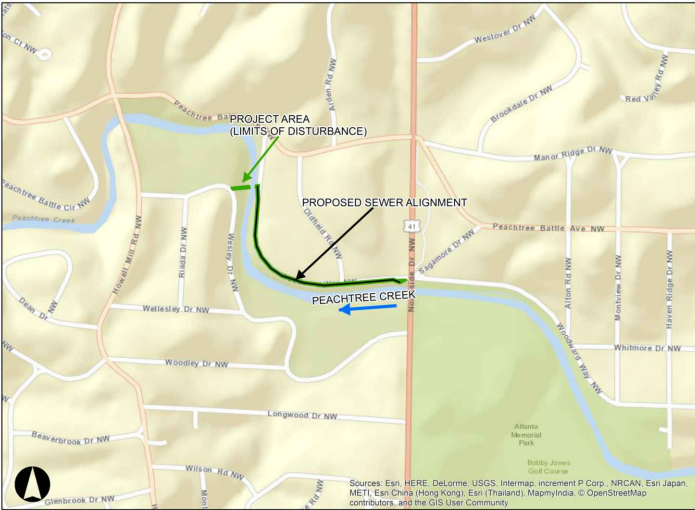 Westover Dr NW
Red Valley Rd NW
Brookdale Dr NW
Arden Rd NW
Peachtree Bat
PROJECT AREA
(LIMITS OF DISTURBANCE)
Manor Ridge Dr NW
Peachtree Battle Cir NW
PROPOSED SEWER ALIGNMENT
Peachtree Creek
Howell Mill Rd NW
Riada Dr NW
Wesley Dr NW
Oldfield Rd NW
41
Peachtree Battle Ave NW
Sagamore Dr NW
Northside Dr NW
PEACHTREE CREEK
Dean Dr NW
Wellesley Dr NW
Alton Rd NW
Montview Dr NW
Haven Ridge Dr NW
Woodward Way NW
Whitmore Dr NW
Woodley Dr NW
Longwood Dr NW
Beaverbrook Dr NW
Atlanta
Memorial
Park
Bobby Jones
Golf Course
Wilson Rd NW
Glenbrook Dr NW
Mont
e Rd NW
Sources: Esri, HERE, DeLorme, USGS, Intermap, increment P Corp., NRCAN, Esri Japan,
METI, Esri China (Hong Kong), Esri (Thailand), MapmyIndia, © OpenStreetMap
contributors, and the GIS User Community